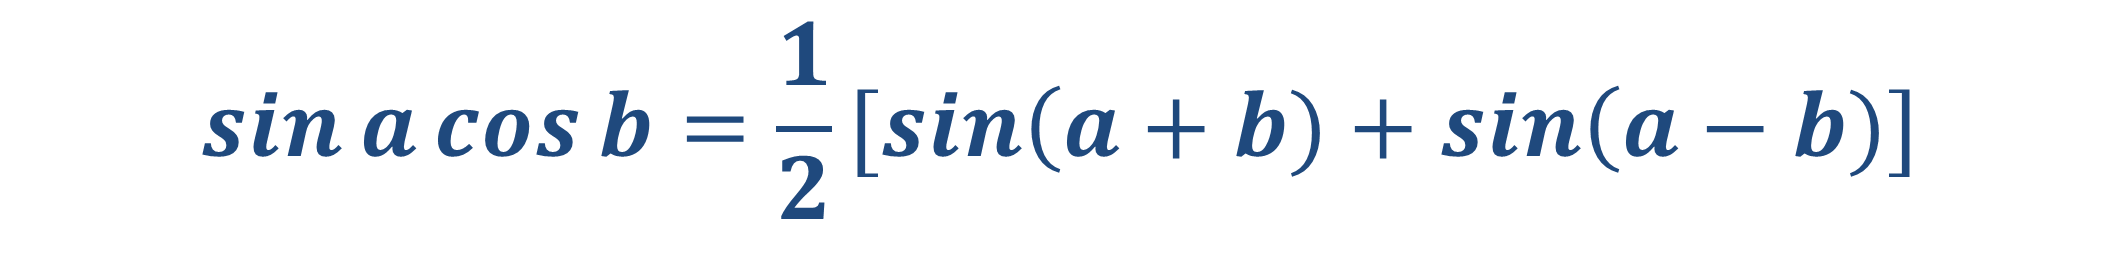 sin a cos b = 1/2 [sin(a + b) + sin(a − b)]